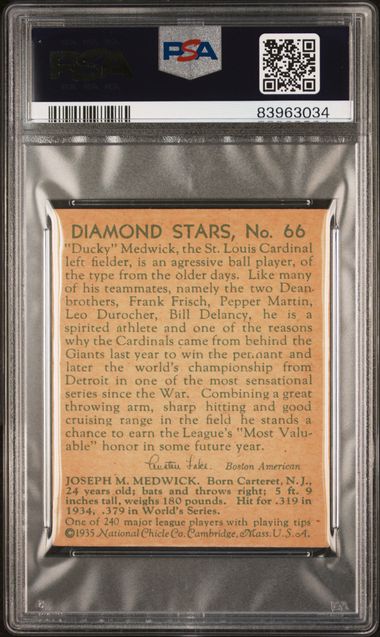 PSA
PSA
83963034
DIAMOND STARS, No. 66
"Ducky" Medwick, the St. Louis Cardinal
left fielder, is an agressive ball player, of
the type from the older days. Like many
of his teammates, namely the two Dean
brothers, Frank Frisch, Pepper Martin,
Leo Durocher, Bill Delancy, he is a
spirited athlete and one of the reasons
why the Cardinals came from behind the
Giants last year to win the pennant and
later the world's championship from
Detroit in one of the most sensational
series since the War. Combining a great
throwing arm, sharp hitting and good
cruising range in the field he stands a
chance to earn the League's "Most Valu-
able" honor in some future year.
Austen Lake Boston American
JOSEPH M. MEDWICK. Born Carteret, N.J.,
24 years old; bats and throws right; 5 ft. 9
inches tall, weighs 180 pounds. Hit for .319 in
1934, .379 in World's Series.
One of 240 major league players with playing tips
©1935 National Chicle Co. Cambridge, Mass. U.S.A.